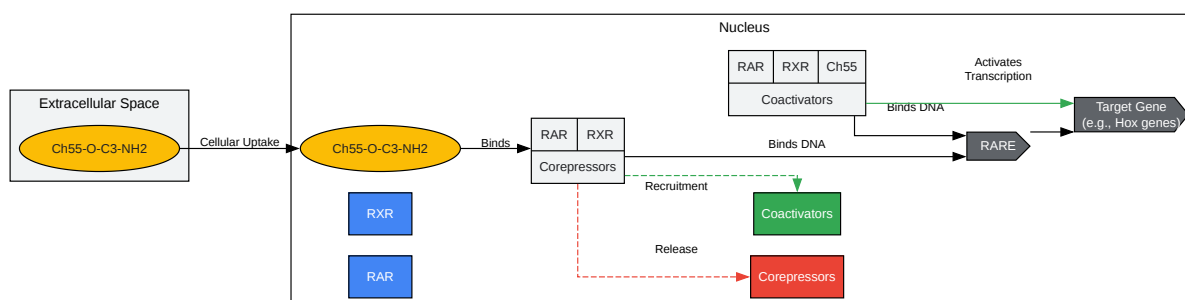 Nucleus
Extracellular Space
Ch55-O-C3-NH2
Cellular Uptake
Ch55-O-C3-NH2
Binds
RAR RXR
Corepressors
RAR RXR Ch55
Coactivators
Activates
Transcription
Binds DNA
Binds DNA
RARE
Target Gene
(e.g., Hox genes)
Recruitment
Coactivators
RXR
Release
Corepressors
RAR